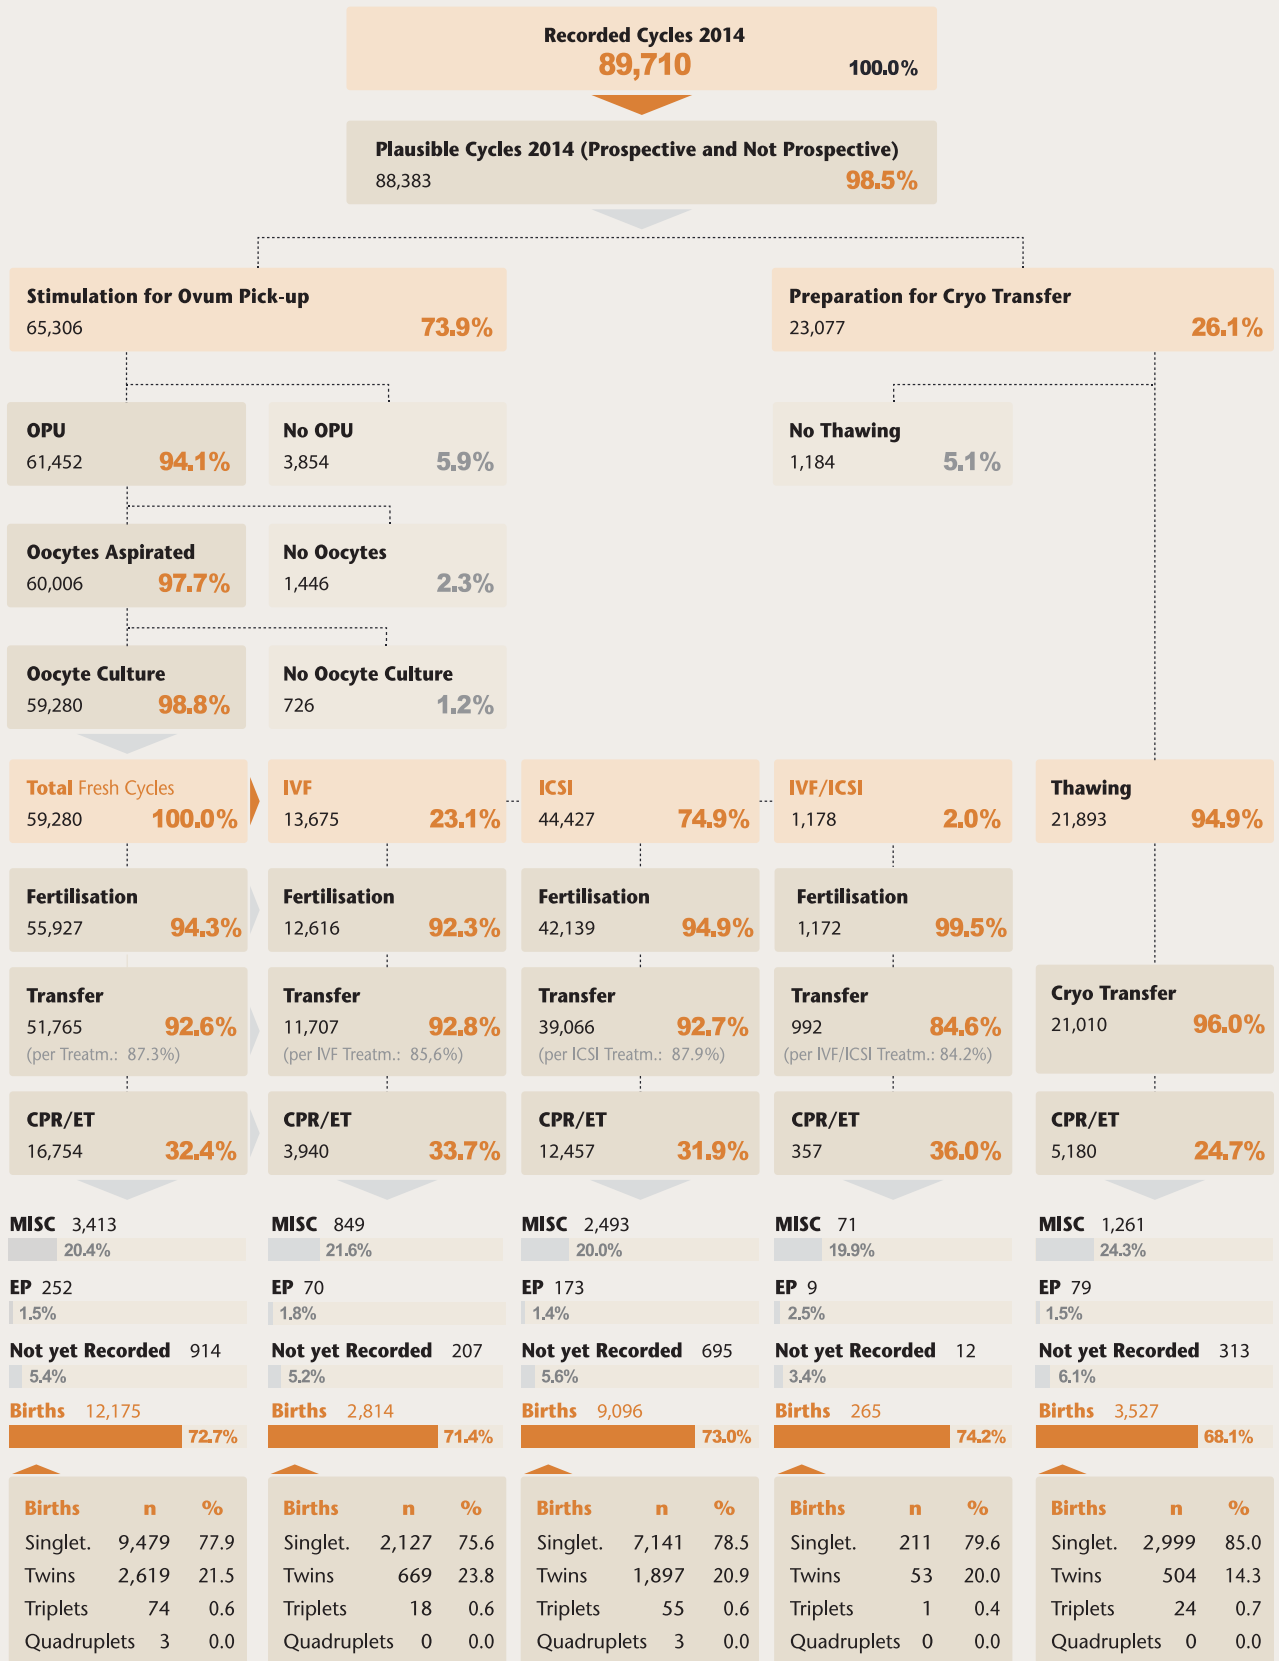 Recorded Cycles 2014
89,710 100.0%
Plausible Cycles 2014 (Prospective and Not Prospective)
88,383 98.5%
Stimulation for Ovum Pick-up
65,306 73.9%
Preparation for Cryo Transfer
23,077 26.1%
OPU
61,452 94.1%
No OPU
3,854 5.9%
No Thawing
1,184 5.1%
Oocytes Aspirated
60,006 97.7%
No Oocytes
1,446 2.3%
Oocyte Culture
59,280 98.8%
No Oocyte Culture
726 1.2%
Total Fresh Cycles
59,280 100.0%
IVF
13,675 23.1%
ICSI
44,427 74.9%
IVF/ICSI
1,178 2.0%
Thawing
21,893 94.9%
Fertilisation
55,927 94.3%
Fertilisation
12,616 92.3%
Fertilisation
42,139 94.9%
Fertilisation
1,172 99.5%
Transfer
51,765 92.6%
(per Treatm.: 87.3%)
Transfer
11,707 92.8%
(per IVF Treatm.: 85,6%)
Transfer
39,066 92.7%
(per ICSI Treatm.: 87.9%)
Transfer
992 84.6%
(per IVF/ICSI Treatm.: 84.2%)
Cryo Transfer
21,010 96.0%
CPR/ET
16,754 32.4%
CPR/ET
3,940 33.7%
CPR/ET
12,457 31.9%
CPR/ET
357 36.0%
CPR/ET
5,180 24.7%
MISC 3,413
20.4%
EP 252
1.5%
Not yet Recorded 914
5.4%
Births 12,175
72.7%
MISC 849
21.6%
EP 70
1.8%
Not yet Recorded 207
5.2%
Births 2,814
71.4%
MISC 2,493
20.0%
EP 173
1.4%
Not yet Recorded 695
5.6%
Births 9,096
73.0%
MISC 71
19.9%
EP 9
2.5%
Not yet Recorded 12
3.4%
Births 265
74.2%
MISC 1,261
24.3%
EP 79
1.5%
Not yet Recorded 313
6.1%
Births 3,527
68.1%
Births n %
Singlet. 9,479 77.9
Twins 2,619 21.5
Triplets 74 0.6
Quadruplets 3 0.0
Births n %
Singlet. 2,127 75.6
Twins 669 23.8
Triplets 18 0.6
Quadruplets 0 0.0
Births n %
Singlet. 7,141 78.5
Twins 1,897 20.9
Triplets 55 0.6
Quadruplets 3 0.0
Births n %
Singlet. 211 79.6
Twins 53 20.0
Triplets 1 0.4
Quadruplets 0 0.0
Births n %
Singlet. 2,999 85.0
Twins 504 14.3
Triplets 24 0.7
Quadruplets 0 0.0